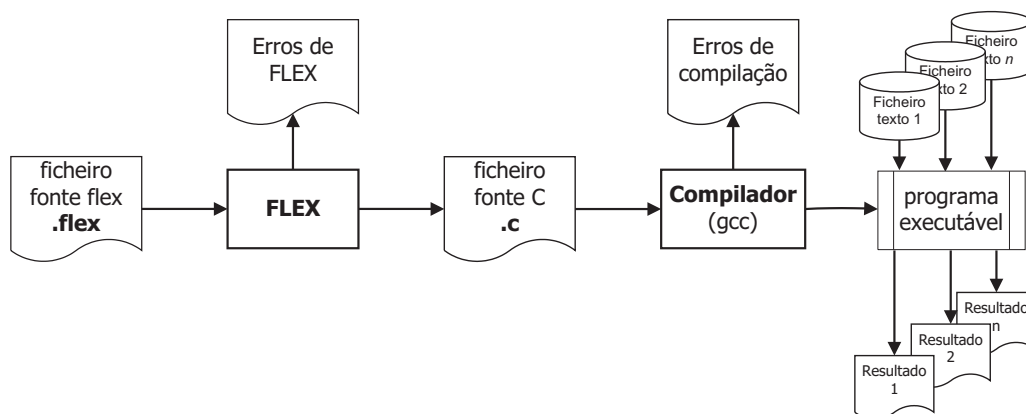 Erros de
FLEX
Erros de
compilação
Ficheiro
texto n
Ficheiro
texto 2
Ficheiro
texto 1
ficheiro
fonte flex
.flex
FLEX
ficheiro
fonte C
.c
Compilador
(gcc)
programa
executável
Resultado
n
Resultado
2
Resultado
1